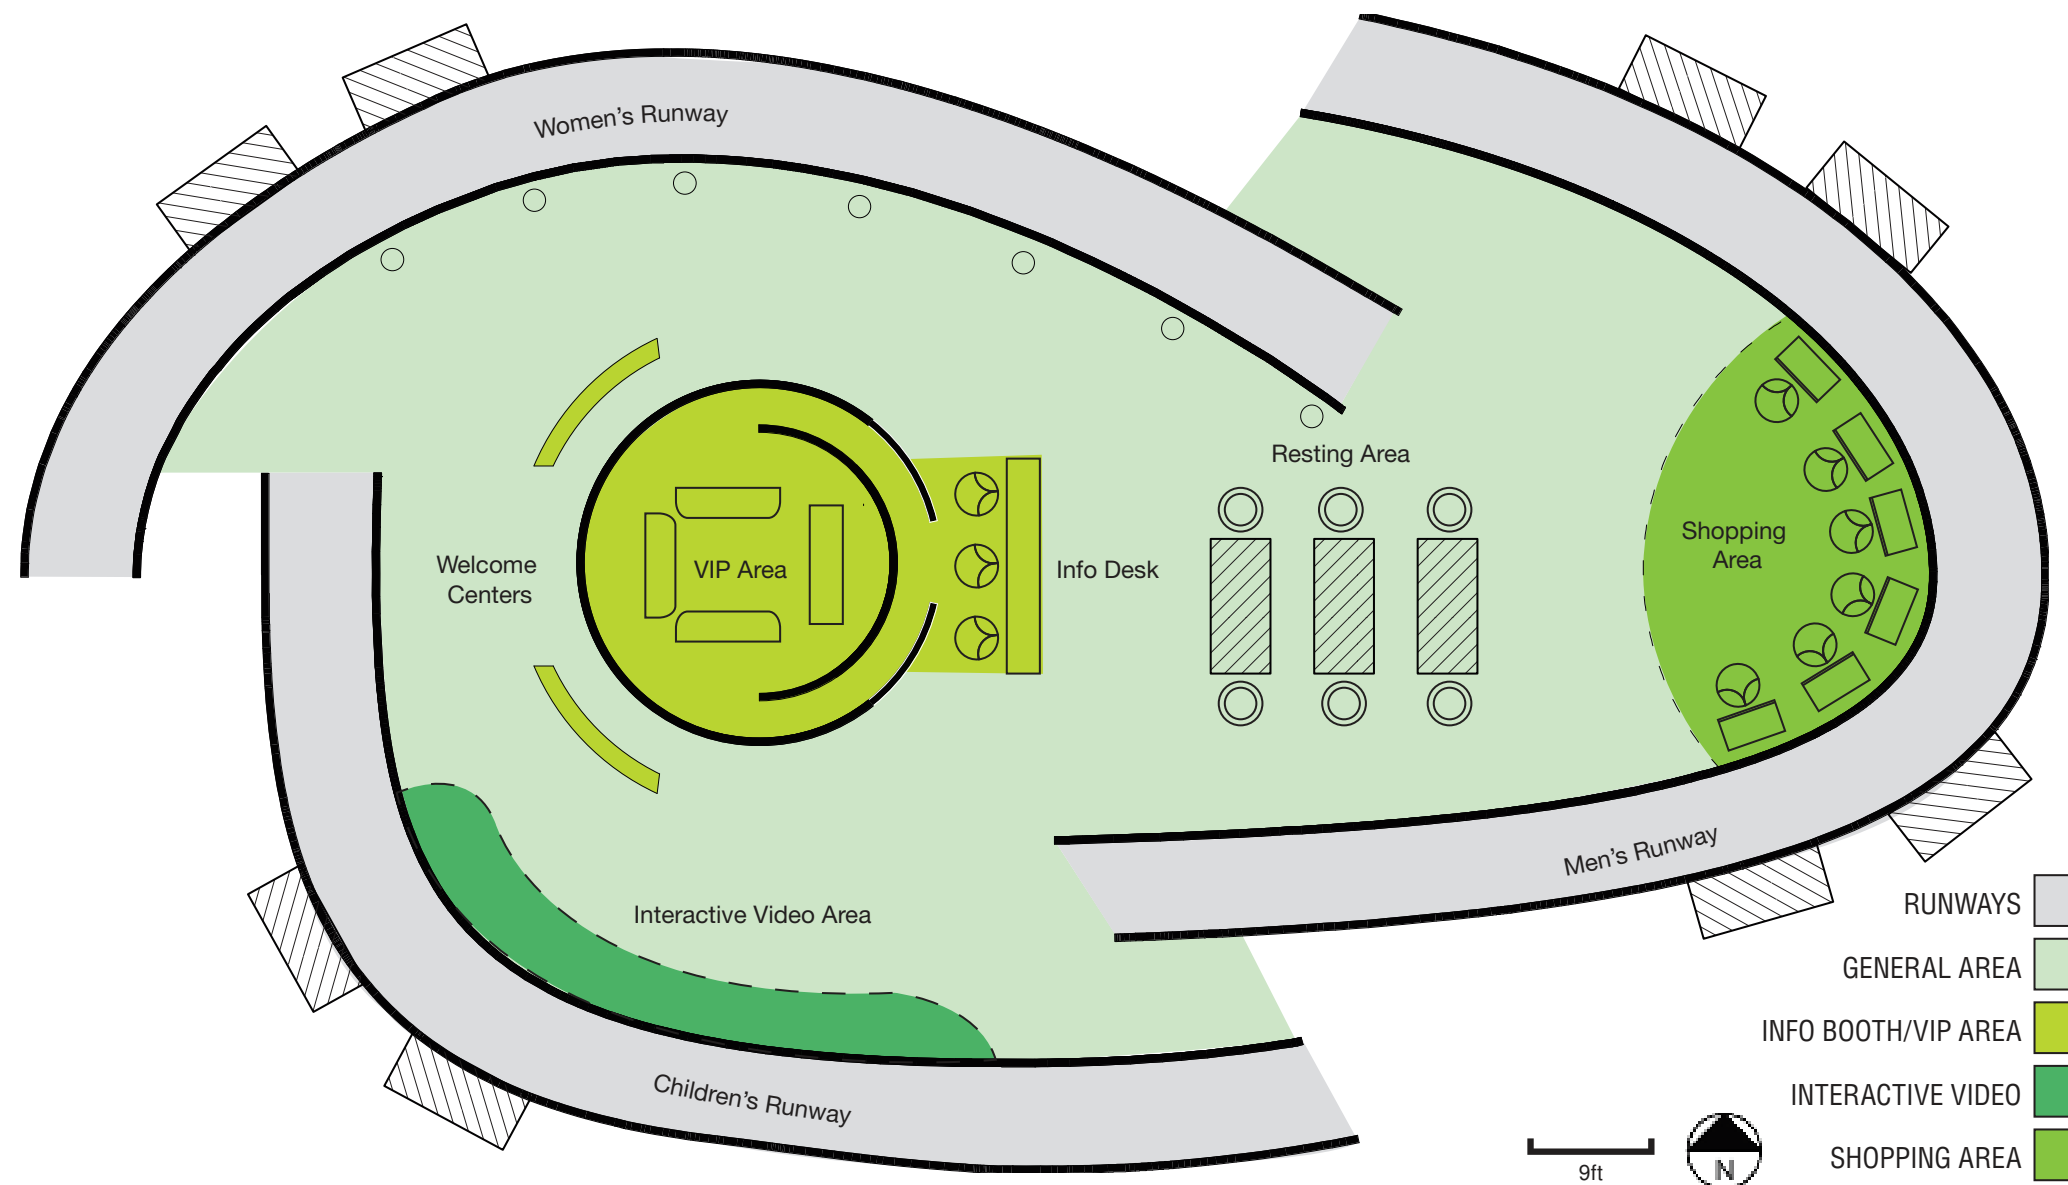 Women's Runway
Resting Area
Shopping
Area
Welcome
Centers
VIP Area
Info Desk
Men's Runway
Interactive Video Area
Children's Runway
RUNWAYS
GENERAL AREA
INFO BOOTH/VIP AREA
INTERACTIVE VIDEO
SHOPPING AREA
9ft
N